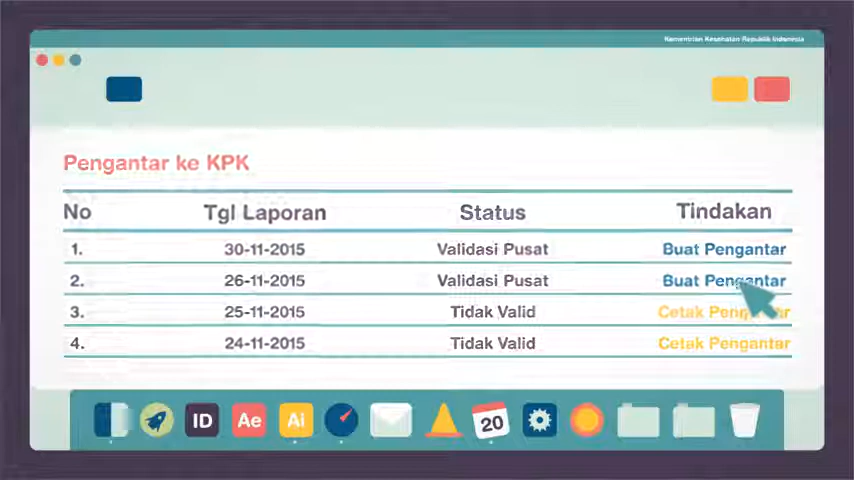 Kementrian Kesehatan Republik Indonesia
Pengantar ke KPK
No Tgl Laporan Status Tindakan
1. 30-11-2015 Validasi Pusat Buat Pengantar
2. 26-11-2015 Validasi Pusat Buat Pengantar
3. 25-11-2015 Tidak Valid Cetak Pengantar
4. 24-11-2015 Tidak Valid Cetak Pengantar
ID Ae Ai 20